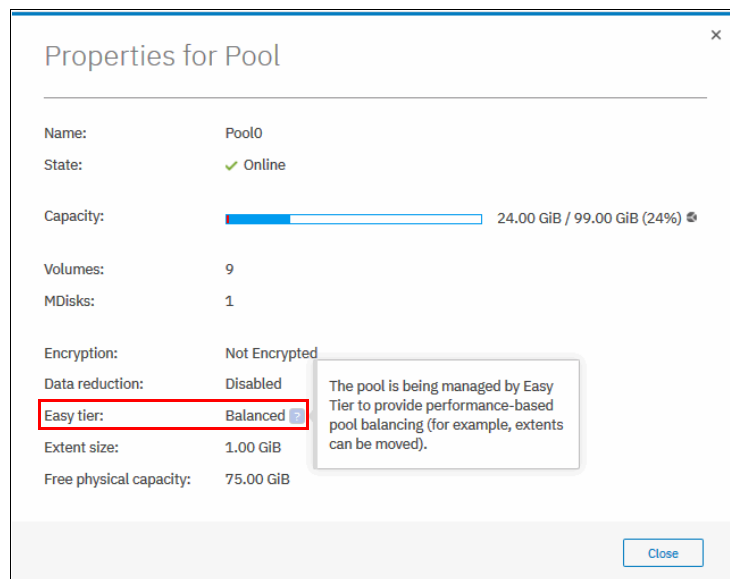 Properties for Pool
Name: Pool0
State: Online
Capacity: 24.00 GiB / 99.00 GiB (24%)
Volumes: 9
MDisks: 1
Encryption: Not Encrypted
Data reduction: Disabled
Easy tier: Balanced ?
The pool is being managed by Easy
Tier to provide performance-based
pool balancing (for example, extents
can be moved).
Extent size: 1.00 GiB
Free physical capacity: 75.00 GiB
Close